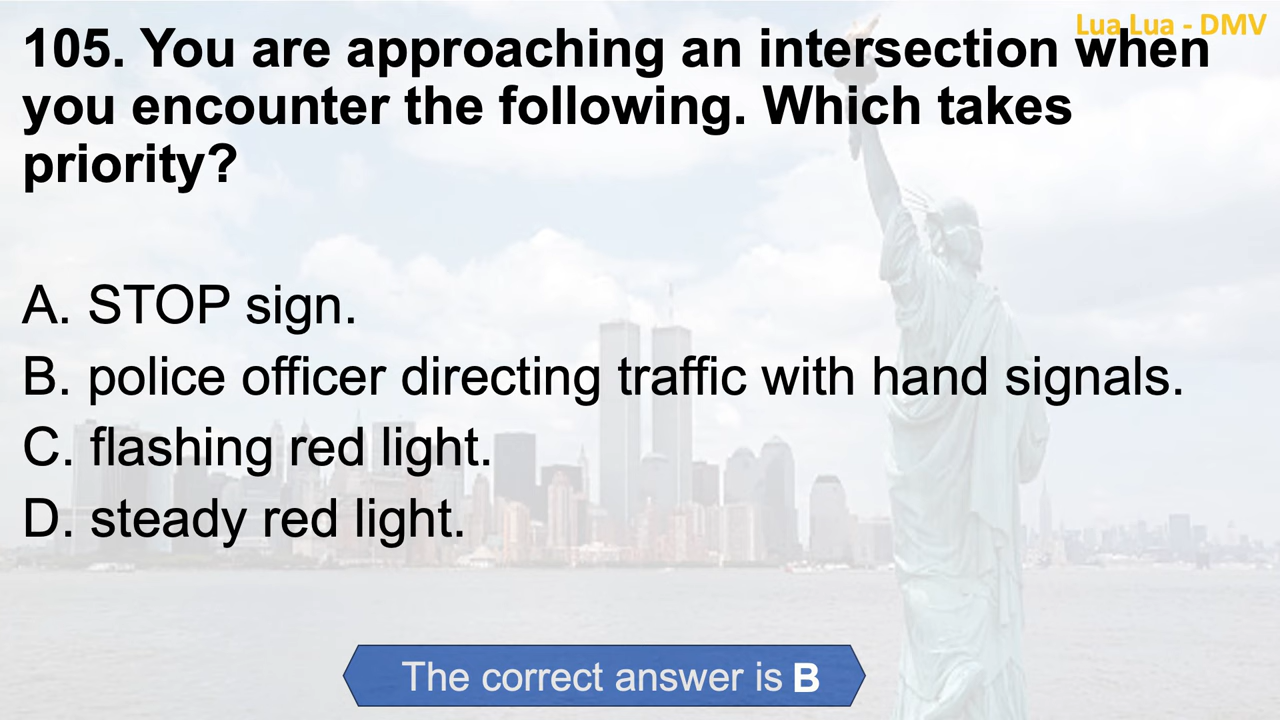 Lua Lua - DMV
105. You are approaching an intersection when
you encounter the following. Which takes
priority?
A. STOP sign.
B. police officer directing traffic with hand signals.
C. flashing red light.
D. steady red light.
The correct answer is B